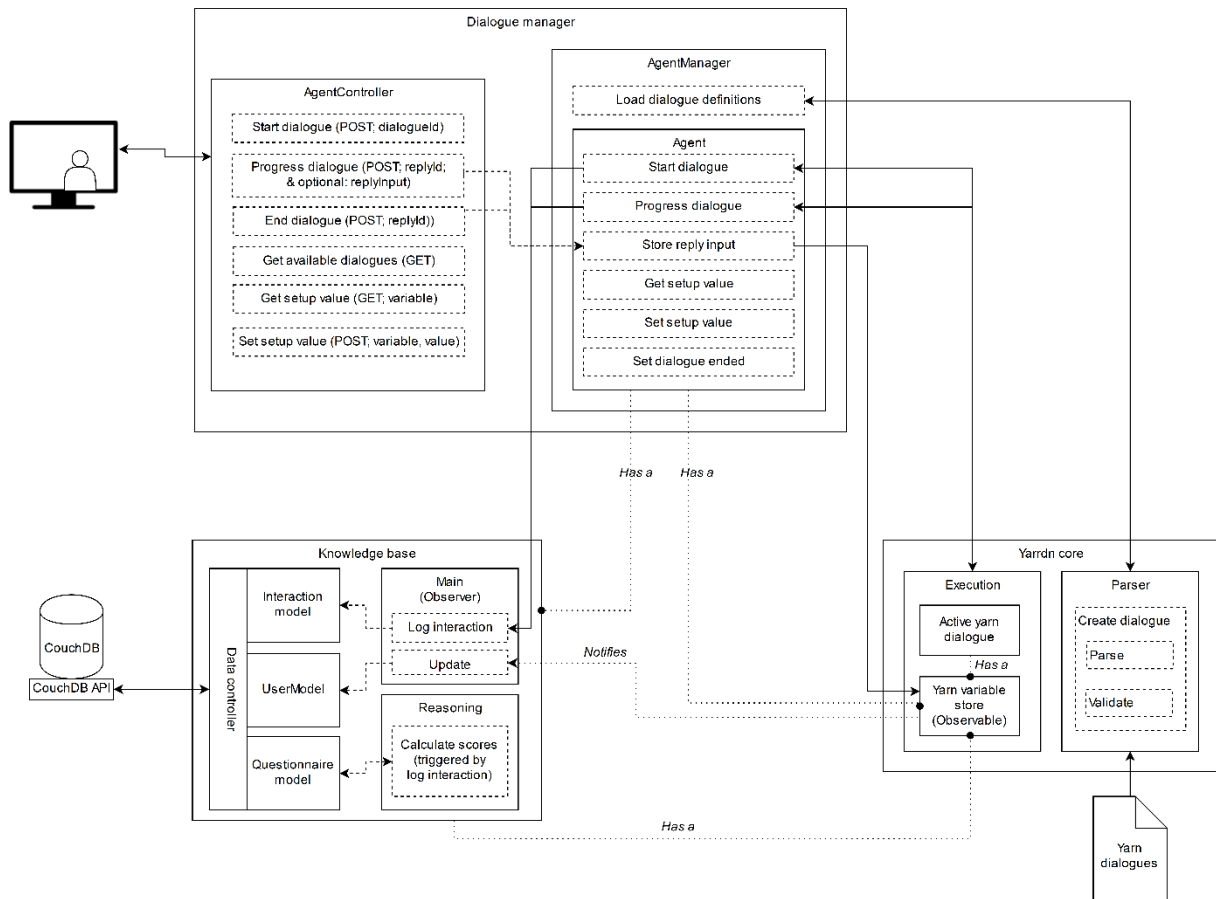 Dialogue manager
AgentController
Start dialogue (POST; dialogueId)
Progress dialogue (POST; replyId;
& optional: replyInput)
End dialogue (POST; replyId))
Get available dialogues (GET)
Get setup value (GET; variable)
Set setup value (POST; variable, value)
AgentManager
Load dialogue definitions
Agent
Start dialogue
Progress dialogue
Store reply input
Get setup value
Set setup value
Set dialogue ended
Has a
Has a
Knowledge base
Data controller
Interaction
model
UserModel
Questionnaire
model
Main
(Observer)
Log interaction
Update
Reasoning
Calculate scores
(triggered by
log interaction)
CouchDB
CouchDB API
Notifies
Has a
Yarrdn core
Execution
Active yarn
dialogue
Has a
Yarn variable
store
(Observable)
Parser
Create dialogue
Parse
Validate
Yarn
dialogues